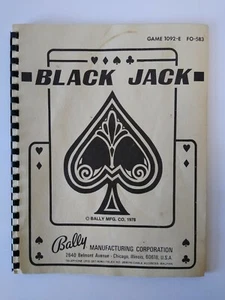 GAME 1092-E FO-583
BLACK JACK
© BALLY MFG. CO, 1978
Bally MANUFACTURING CORPORATION
2640 Belmont Avenue - Chicago, Illinois, 60618, U.S.A.